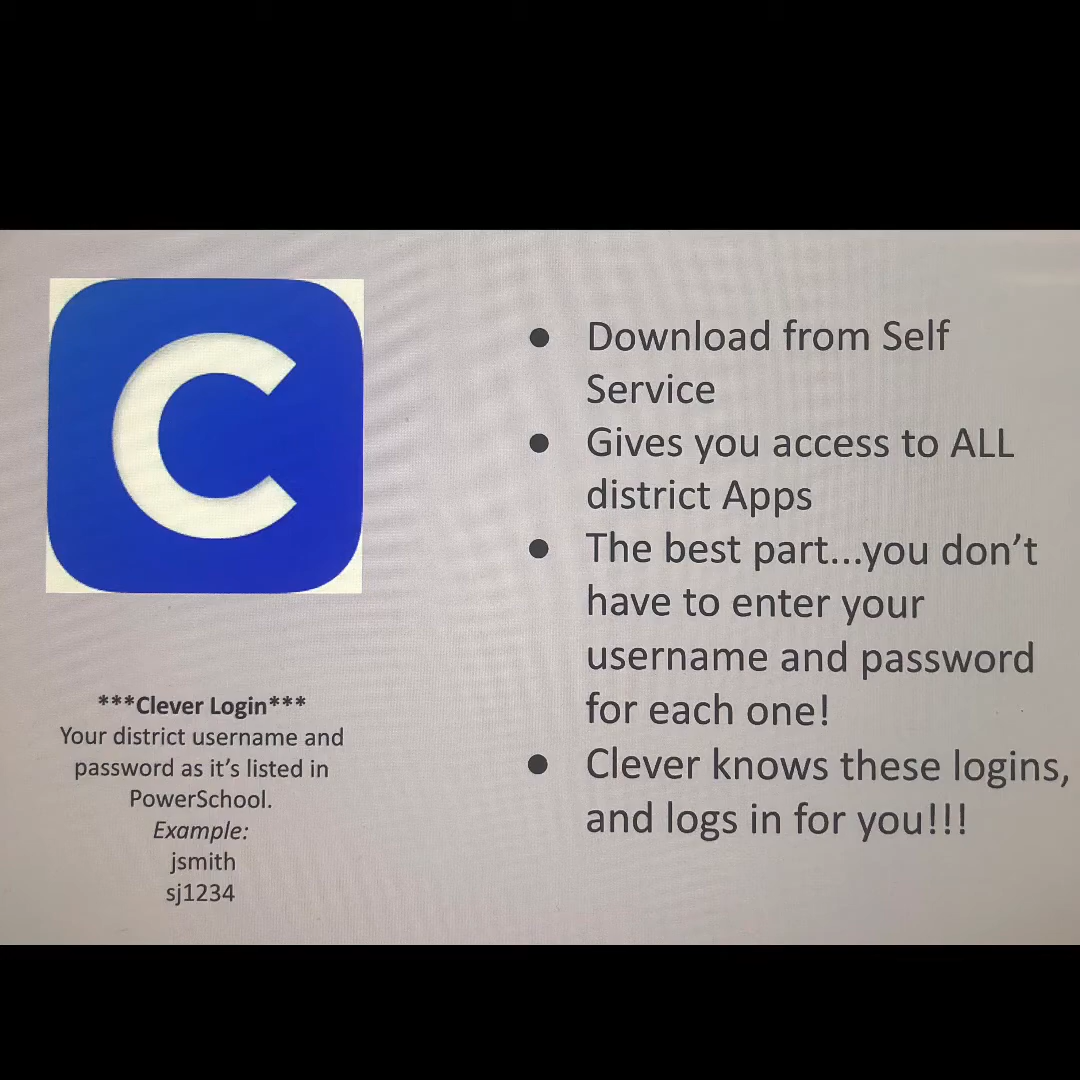 C
***Clever Login***
Your district username and
password as it's listed in
PowerSchool.
Example:
jsmith
sj1234
● Download from Self
Service
● Gives you access to ALL
district Apps
● The best part...you don't
have to enter your
username and password
for each one!
● Clever knows these logins,
and logs in for you!!!